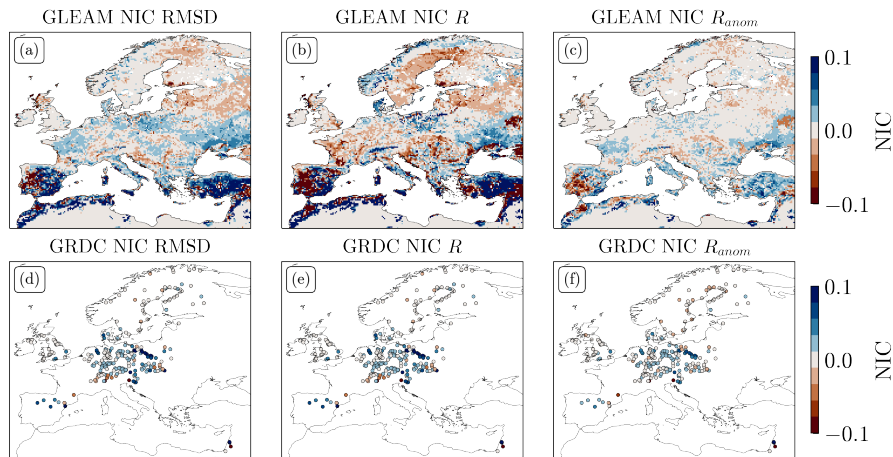 GLEAM NIC RMSD
GLEAM NIC R
GLEAM NIC R_anom
(a)
(b)
(c)
0.1
0.0
−0.1
NIC
GRDC NIC RMSD
GRDC NIC R
GRDC NIC R_anom
(d)
(e)
(f)
0.1
0.0
−0.1
NIC